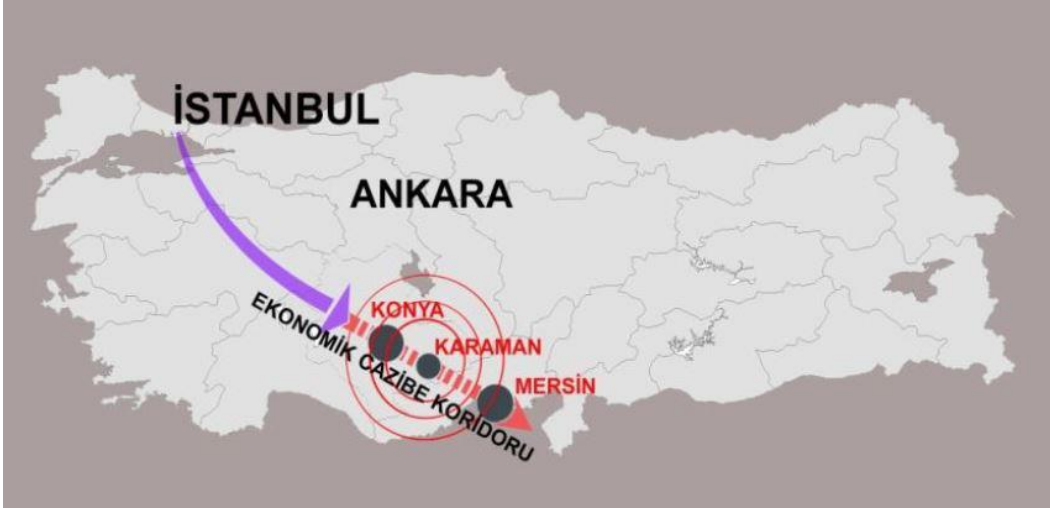 İSTANBUL
ANKARA
KONYA
KARAMAN
MERSİN
EKONOMİK CAZİBE KORİDORU